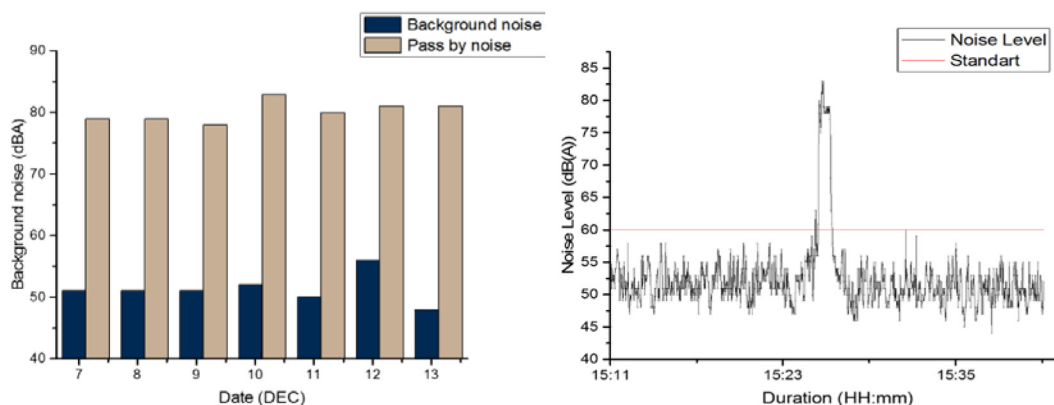 Background noise
Pass by noise
90
80
70
60
50
40
Background noise (dBA)
7 8 9 10 11 12 13
Date (DEC)
Noise Level
Standart
85
80
75
70
65
60
55
50
45
40
Noise Level (dB(A))
15:11 15:23 15:35
Duration (HH:mm)